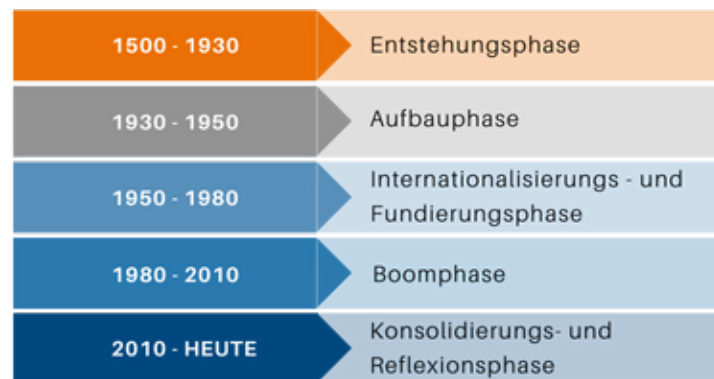 1500 - 1930
Entstehungsphase
1930 - 1950
Aufbauphase
1950 - 1980
Internationalisierungs - und
Fundierungsphase
1980 - 2010
Boomphase
2010 - HEUTE
Konsolidierungs- und
Reflexionsphase